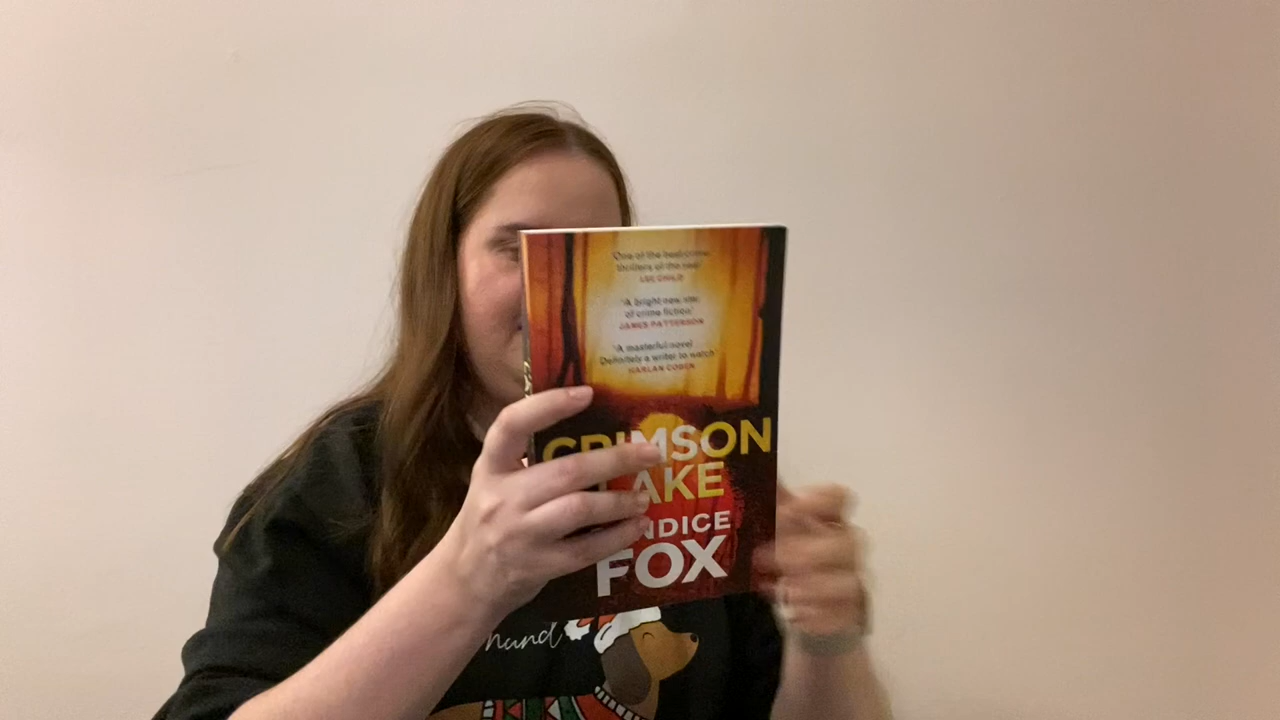 'One of the best crime
thrillers of the year'
LEE CHILD
'A bright new star
of crime fiction'
JAMES PATTERSON
'A masterful novel
Definitely a writer to watch'
HARLAN COBEN
CRIMSON
LAKE
NDICE
FOX
hund